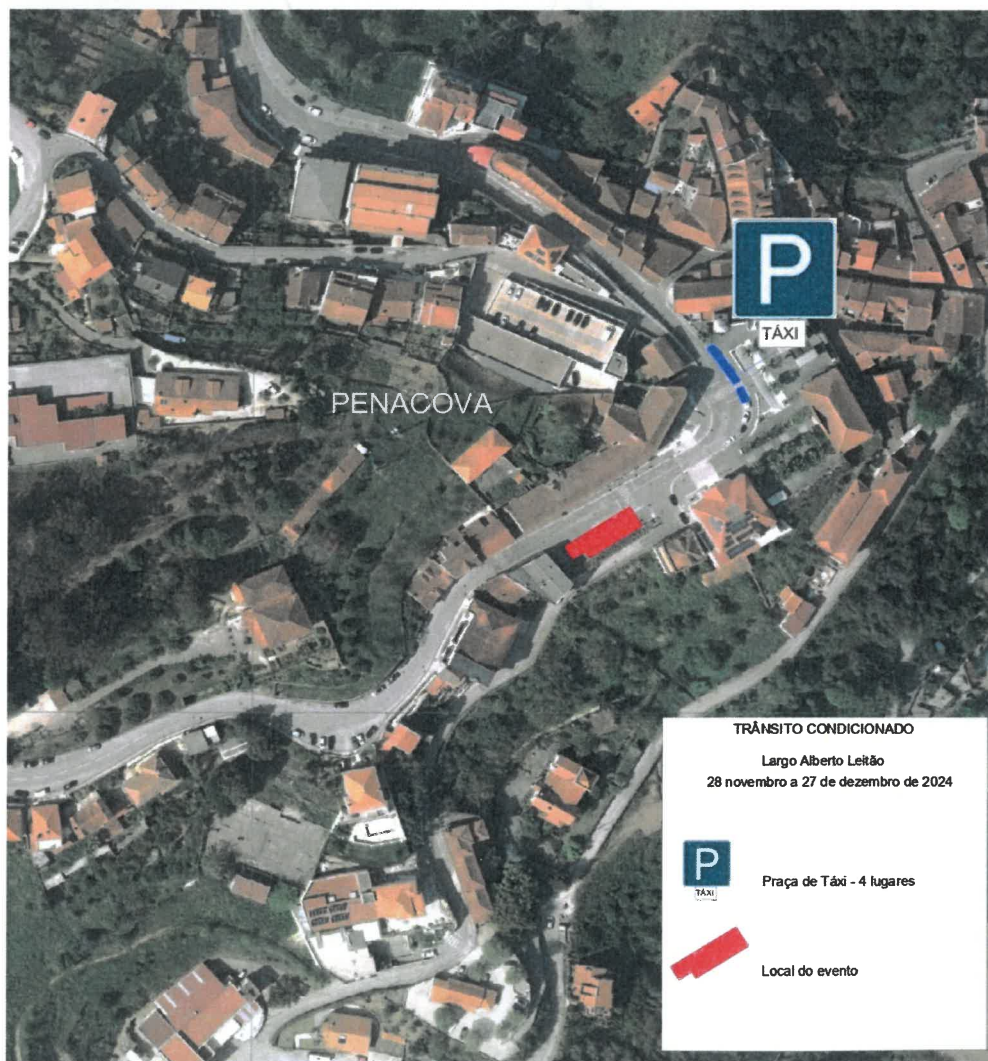 P
TÁXI
PENACOVA
TRÂNSITO CONDICIONADO
Largo Alberto Leitão
28 novembro a 27 de dezembro de 2024
P
TÁXI
Praça de Táxi - 4 lugares
Local do evento